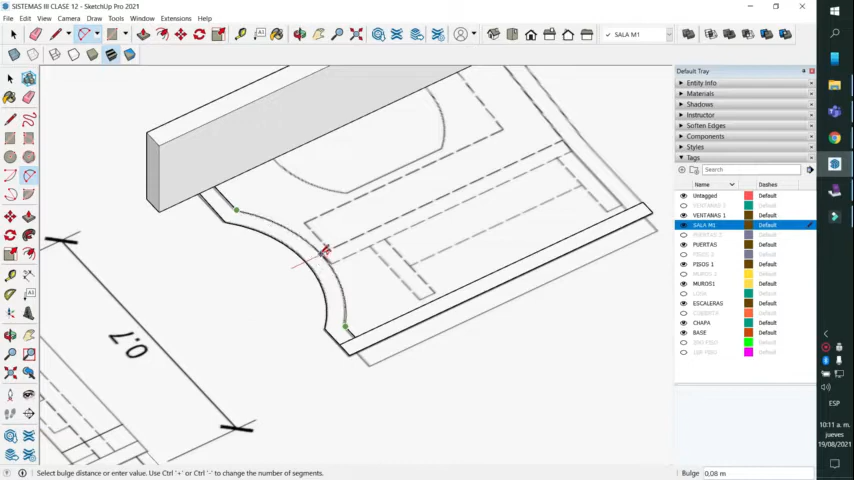 SISTEMAS III CLASE 12 - SketchUp Pro 2021
File Edit View Camera Draw Tools Window Extensions Help
SALA M1
Default Tray
Entity Info
Materials
Shadows
Instructor
Soften Edges
Components
Styles
Tags
Search
Name Dashes
Untagged Default
VENTANAS 2 Default
VENTANAS 1 Default
SALA M1 Default
PUERTAS 2 Default
PUERTAS Default
PISOS 2 Default
PISOS 1 Default
MUROS 2 Default
MUROS1 Default
LOSA Default
ESCALERAS Default
CUBIERTA Default
CHAPA Default
BASE Default
2DO PISO Default
1ER PISO Default
0.7
ESP
10:11 a. m.
jueves
19/08/2021
Select bulge distance or enter value. Use Ctrl '+' or Ctrl '-' to change the number of segments.
Bulge 0,08 m